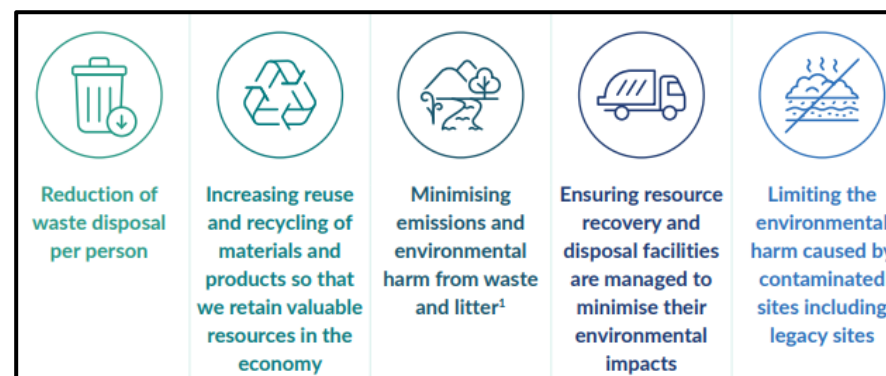 Reduction of
waste disposal
per person
Increasing reuse
and recycling of
materials and
products so that
we retain valuable
resources in the
economy
Minimising
emissions and
environmental
harm from waste
and litter¹
Ensuring resource
recovery and
disposal facilities
are managed to
minimise their
environmental
impacts
Limiting the
environmental
harm caused by
contaminated
sites including
legacy sites